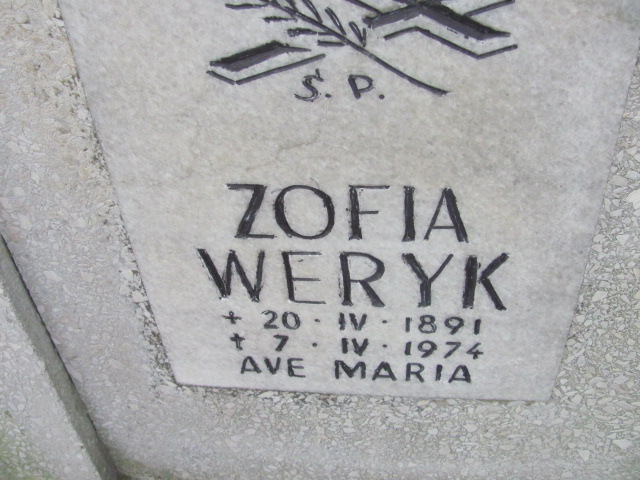 Ś. P.
ZOFIA
WERYK
+ 20 · IV · 1891
† 7 · IV · 1974
AVE MARIA